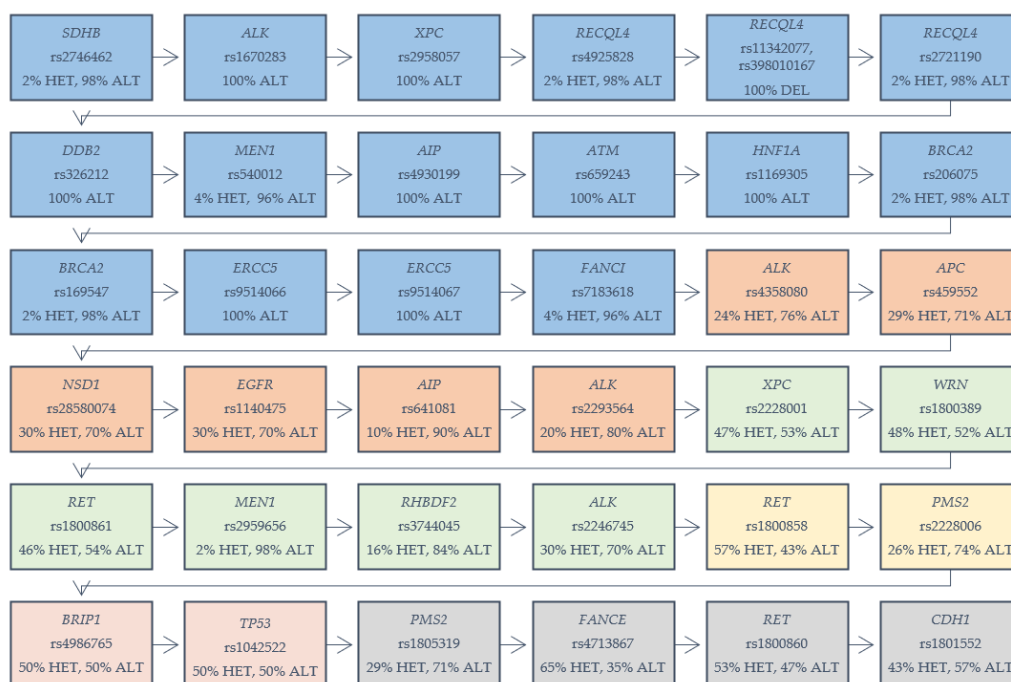 SDHB
rs2746462
2% HET, 98% ALT
ALK
rs1670283
100% ALT
XPC
rs2958057
100% ALT
RECQL4
rs4925828
2% HET, 98% ALT
RECQL4
rs11342077,
rs398010167
100% DEL
RECQL4
rs2721190
2% HET, 98% ALT
DDB2
rs326212
100% ALT
MEN1
rs540012
4% HET, 96% ALT
AIP
rs4930199
100% ALT
ATM
rs659243
100% ALT
HNF1A
rs1169305
100% ALT
BRCA2
rs206075
2% HET, 98% ALT
BRCA2
rs169547
2% HET, 98% ALT
ERCC5
rs9514066
100% ALT
ERCC5
rs9514067
100% ALT
FANCI
rs7183618
4% HET, 96% ALT
ALK
rs4358080
24% HET, 76% ALT
APC
rs459552
29% HET, 71% ALT
NSD1
rs28580074
30% HET, 70% ALT
EGFR
rs1140475
30% HET, 70% ALT
AIP
rs641081
10% HET, 90% ALT
ALK
rs2293564
20% HET, 80% ALT
XPC
rs2228001
47% HET, 53% ALT
WRN
rs1800389
48% HET, 52% ALT
RET
rs1800861
46% HET, 54% ALT
MEN1
rs2959656
2% HET, 98% ALT
RHBDF2
rs3744045
16% HET, 84% ALT
ALK
rs2246745
30% HET, 70% ALT
RET
rs1800858
57% HET, 43% ALT
PMS2
rs2228006
26% HET, 74% ALT
BRIP1
rs4986765
50% HET, 50% ALT
TP53
rs1042522
50% HET, 50% ALT
PMS2
rs1805319
29% HET, 71% ALT
FANCE
rs4713867
65% HET, 35% ALT
RET
rs1800860
53% HET, 47% ALT
CDH1
rs1801552
43% HET, 57% ALT